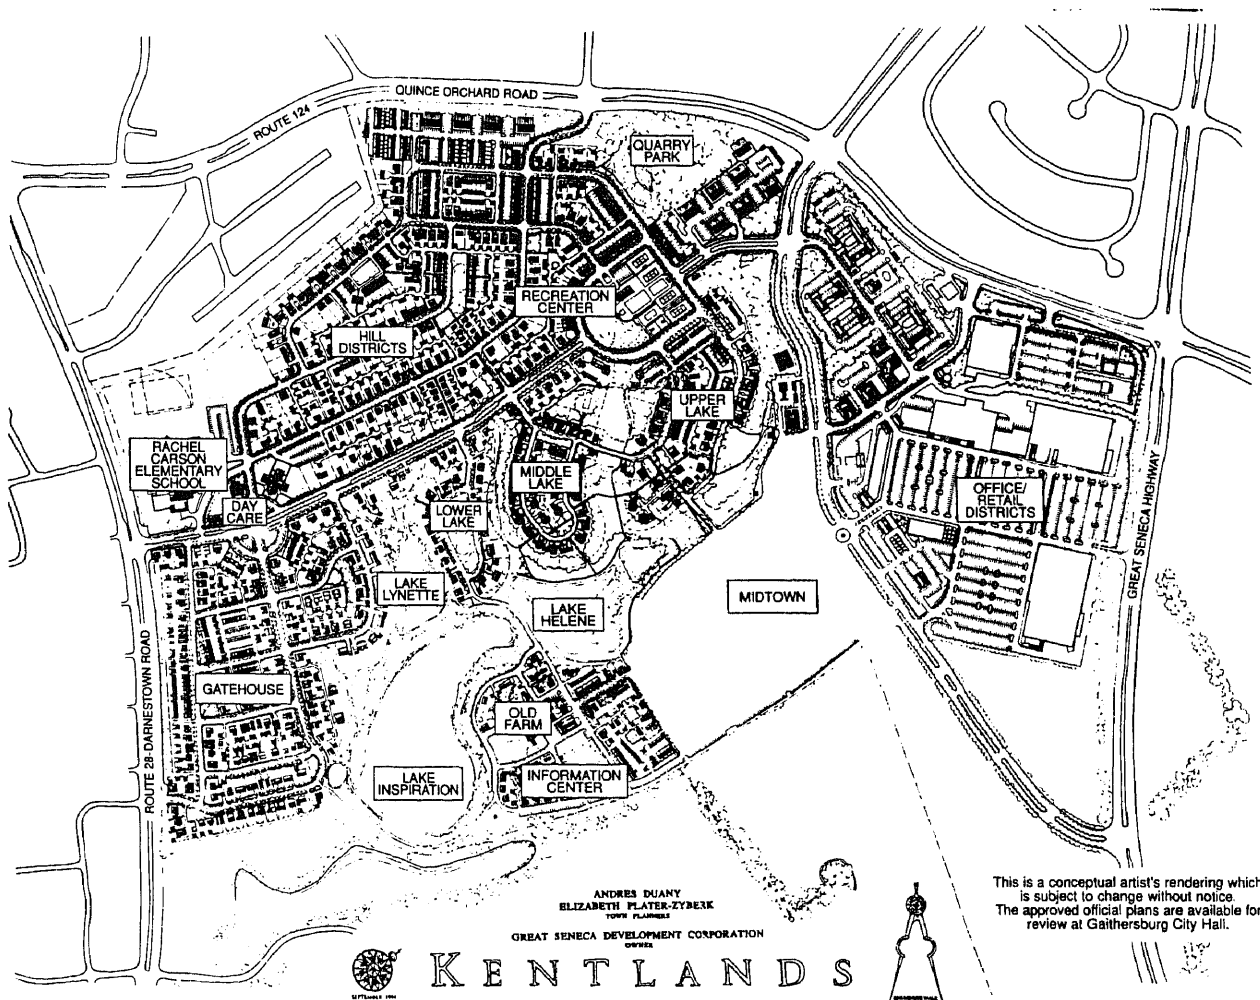 QUINCE ORCHARD ROAD
ROUTE 124
QUARRY
PARK
RECREATION
CENTER
HILL
DISTRICTS
UPPER
LAKE
RACHEL
CARSON
ELEMENTARY
SCHOOL
MIDDLE
LAKE
DAY
CARE
LOWER
LAKE
OFFICE/
RETAIL
DISTRICTS
GREAT SENECA HIGHWAY
LAKE
LYNETTE
LAKE
HELENE
MIDTOWN
ROUTE 28-DARNESTOWN ROAD
GATEHOUSE
OLD
FARM
LAKE
INSPIRATION
INFORMATION
CENTER
This is a conceptual artist's rendering which
is subject to change without notice.
The approved official plans are available for
review at Gaithersburg City Hall.
ANDRES DUANY
ELIZABETH PLATER-ZYBERK
TOWN PLANNERS
GREAT SENECA DEVELOPMENT CORPORATION
OWNER
KENTLANDS
SEPTEMBER